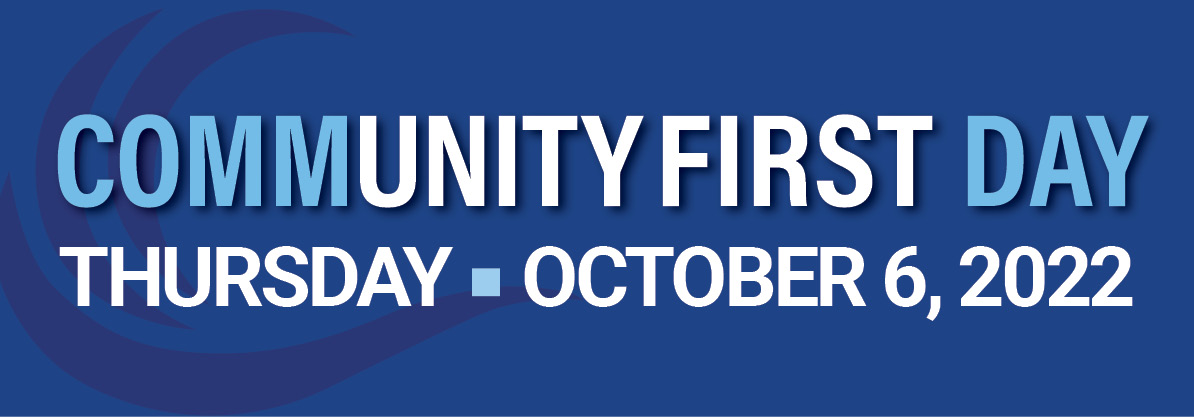 COMMUNITY FIRST DAY
THURSDAY ▪ OCTOBER 6, 2022